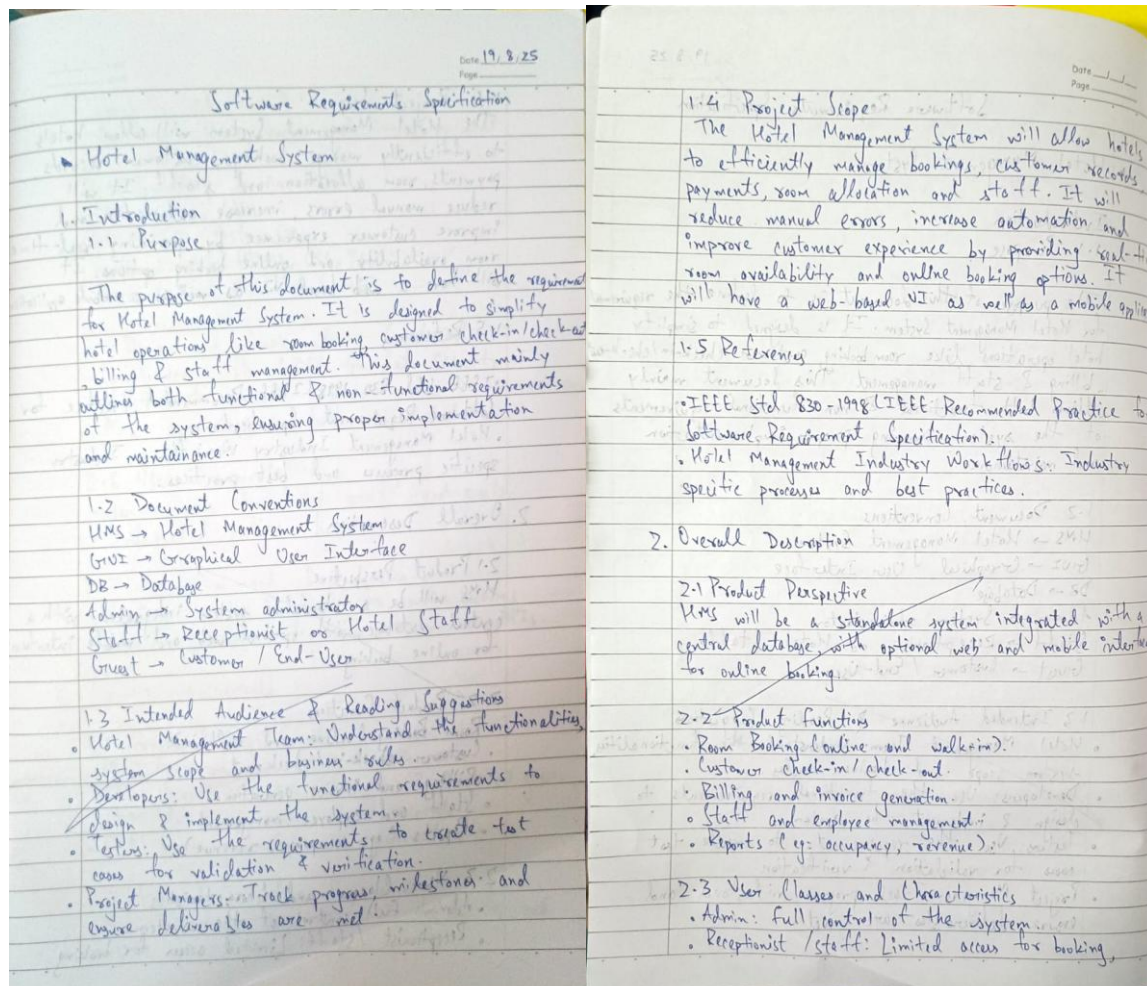 Date 19/8/25
Page
Software Requirements Specification
Hotel Management System
1. Introduction
1.1 Purpose
The purpose of this document is to define the
for Hotel Management System. It is designed to simplify
hotel operations like room booking, customer check-in/check-out
, billing & staff management. This document mainly
outlines both functional & non-functional requirements
of the system, ensuring proper implementation
and maintainance.
1.2 Document Conventions
HMS → Hotel Management System
GUI → Graphical User Interface
DB → Database
Admin → System administrator
Staff → Receptionist or Hotel Staff
Guest → Customer / End-User
1.3 Intended Audience & Reading Suggestions
• Hotel Management Team: Understand the functionalities,
system scope and business rules.
• Developers: Use the functional requirements to
design & implement the system.
• Testers: Use the requirements to create test
cases for validation & verification.
• Project Managers: Track progress, milestones and
ensure deliverables are met.
Date
Page
1.4 Project Scope
The Hotel Management System will allow hotels
to efficiently manage bookings, customer records
payments, room allocation and staff. It will
reduce manual errors, increase automation and
improve customer experience by providing
room availability and online booking options. It
will have a web-based UI as well as a mobile
1.5 References
• IEEE Std 830-1998 (IEEE Recommended Practice
Software Requirement Specification).
• Hotel Management Industry Workflows: Industry
specific processes and best practices.
2. Overall Description
2.1 Product Perspective
HMS will be a standalone system integrated with a
central database, with optional web and mobile
for online booking.
2.2 Product functions
• Room Booking (online and walk-in).
• Customer check-in / check-out.
• Billing and invoice generation.
• Staff and employee management.
• Reports (eg: occupancy, revenue).
2.3 User Classes and Characteristics
• Admin: full control of the system.
• Receptionist / staff: Limited access for booking,